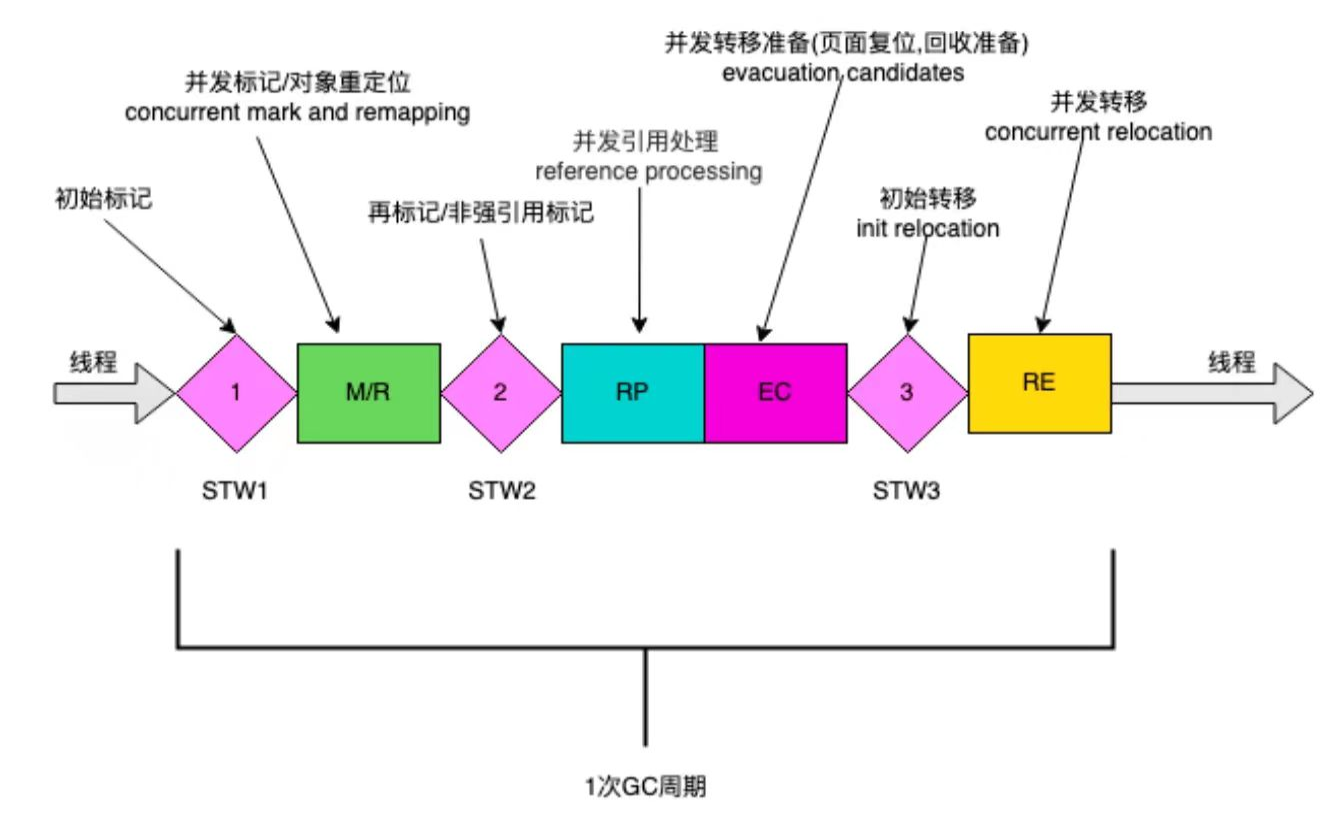 并发转移准备(页面复位,回收准备)
evacuation candidates
并发标记/对象重定位
concurrent mark and remapping
并发转移
concurrent relocation
并发引用处理
reference processing
初始标记
再标记/非强引用标记
初始转移
init relocation
线程
线程
1
M/R
2
RP
EC
3
RE
STW1
STW2
STW3
1次GC周期